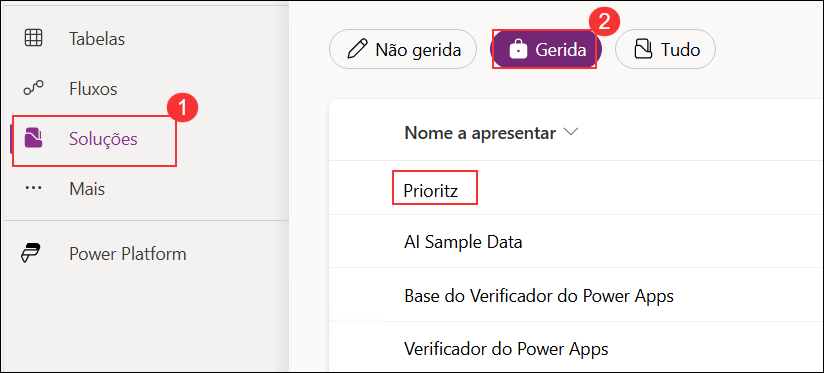 Tabelas
Fluxos
1
Soluções
Mais
Power Platform
2
Não gerida
Gerida
Tudo
Nome a apresentar
Prioritz
AI Sample Data
Base do Verificador do Power Apps
Verificador do Power Apps